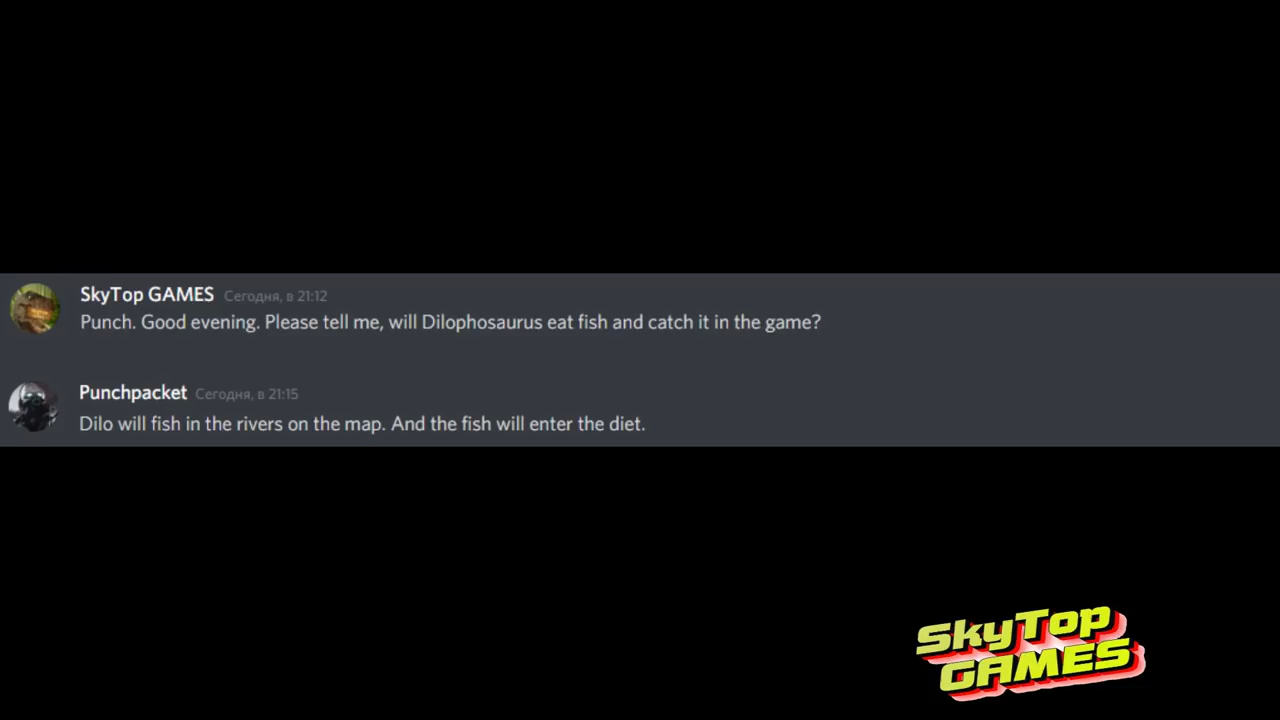 SkyTop GAMES Сегодня, в 21:12
Punch. Good evening. Please tell me, will Dilophosaurus eat fish and catch it in the game?
Punchpacket Сегодня, в 21:15
Dilo will fish in the rivers on the map. And the fish will enter the diet.
SkyTop
GAMES